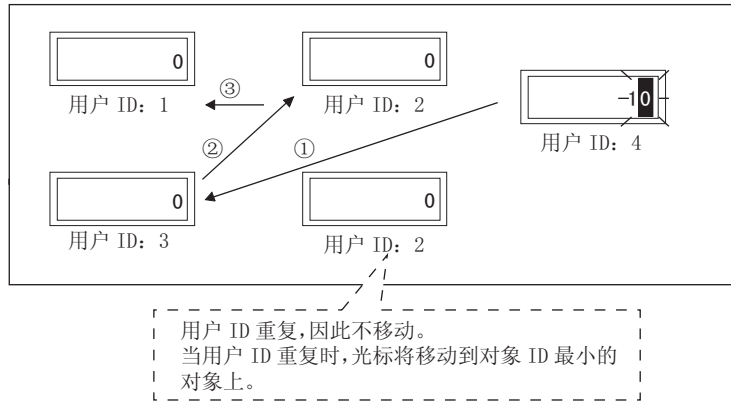 0
用户 ID：1
0
用户 ID：2
-10
用户 ID：4
③
②
①
0
用户 ID：3
0
用户 ID：2
用户 ID 重复，因此不移动。
当用户 ID 重复时，光标将移动到对象 ID 最小的
对象上。